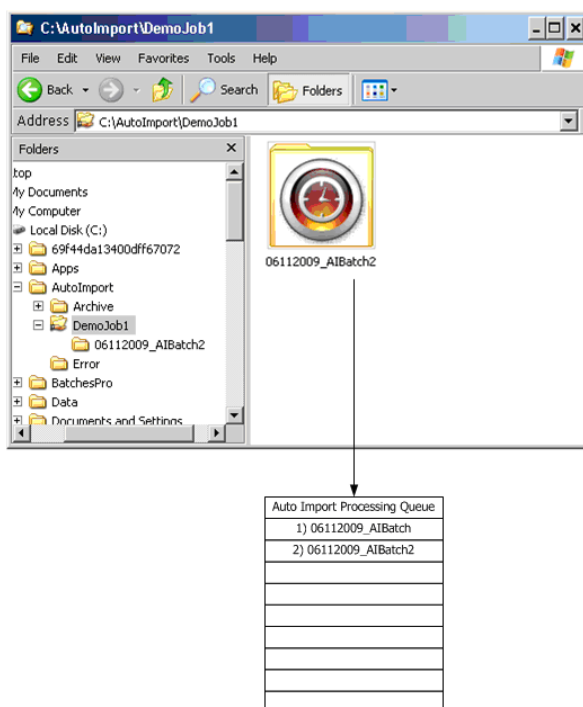 C:\AutoImport\DemoJob1
File Edit View Favorites Tools Help
Back Search Folders
Address C:\AutoImport\DemoJob1
Folders x
top
My Documents
My Computer
Local Disk (C:)
69f44da13400dff67072
Apps
AutoImport
Archive
DemoJob1
06112009_AIBatch2
Error
BatchesPro
Data
Documents and Settings
06112009_AIBatch2
Auto Import Processing Queue
1) 06112009_AIBatch
2) 06112009_AIBatch2